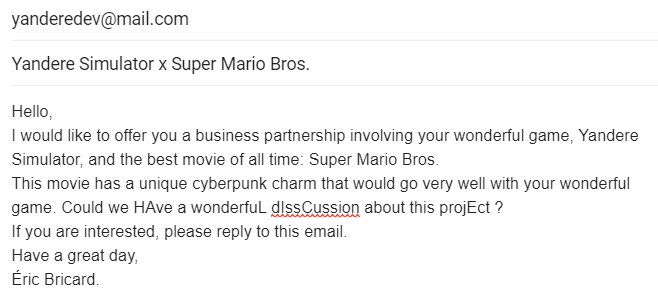 yanderedev@mail.com
Yandere Simulator x Super Mario Bros.
Hello,
I would like to offer you a business partnership involving your wonderful game, Yandere
Simulator, and the best movie of all time: Super Mario Bros.
This movie has a unique cyberpunk charm that would go very well with your wonderful
game. Could we HAve a wonderfuL dIssCussion about this projEct ?
If you are interested, please reply to this email.
Have a great day,
Éric Bricard.